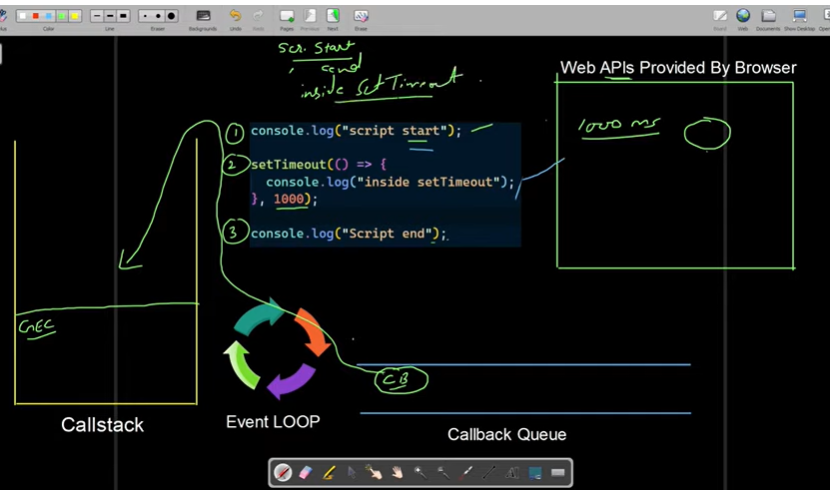 Color
Line
Eraser
Backgrounds
Undo
Redo
Pages
Previous
Next
Erase
Board
Web
Documents
Show Desktop
Scr. Start
, end
inside SetTimeout .
Web APIs Provided By Browser
1000 ms
1 console.log("script start");
2 setTimeout(() => {
console.log("inside setTimeout");
}, 1000);
3 console.log("Script end");
GEC
CB
Callstack
Event LOOP
Callback Queue